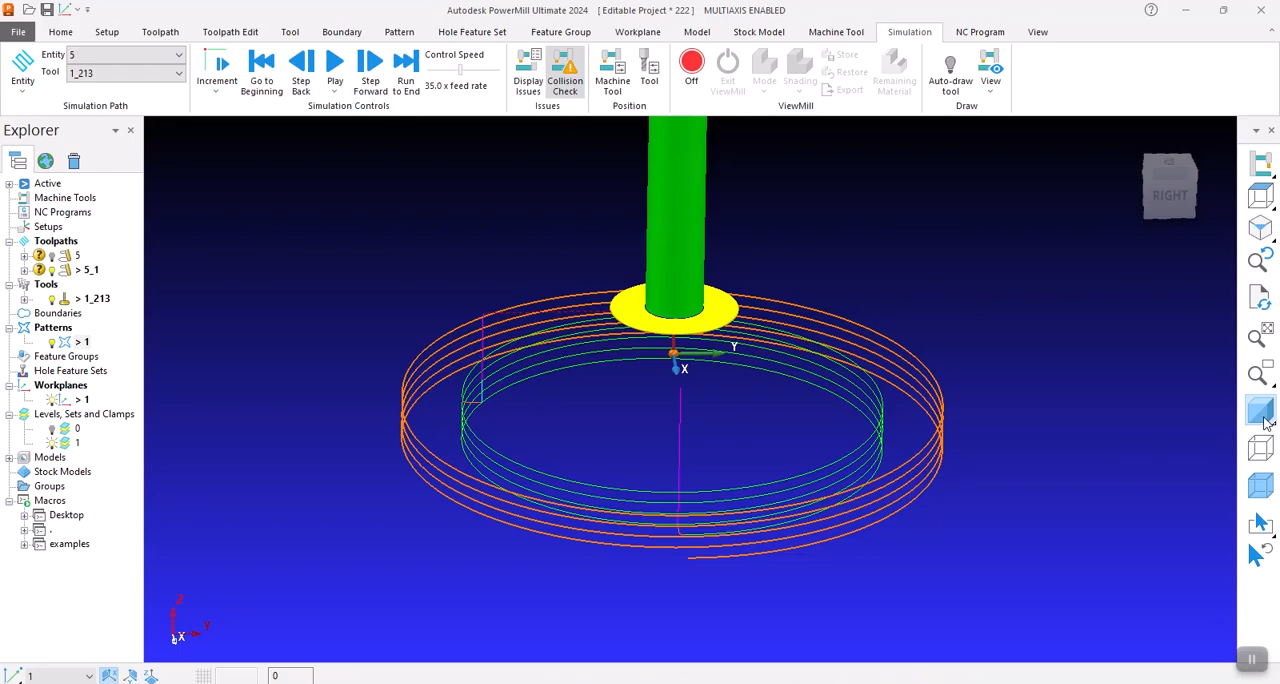 Autodesk PowerMill Ultimate 2024 [ Editable Project * 222 ] MULTIAXIS ENABLED
File Home Setup Toolpath Toolpath Edit Tool Boundary Pattern Hole Feature Set Feature Group Workplane Model Stock Model Machine Tool Simulation NC Program View
Entity
Entity 5
Tool 1_213
Simulation Path
Increment
Go to Beginning
Step Back
Play
Step Forward
Run to End
Control Speed
35.0 x feed rate
Simulation Controls
Display Issues
Collision Check
Issues
Machine Tool
Tool
Position
Off
Exit ViewMill
Mode
Shading
Store
Restore
Export
Remaining Material
ViewMill
Auto-draw tool
View
Draw
Explorer
Active
Machine Tools
NC Programs
Setups
Toolpaths
5
> 5_1
Tools
> 1_213
Boundaries
Patterns
> 1
Feature Groups
Hole Feature Sets
Workplanes
> 1
Levels, Sets and Clamps
0
1
Models
Stock Models
Groups
Macros
Desktop
.
examples
RIGHT
Y
X
Z
Y
X
1
0